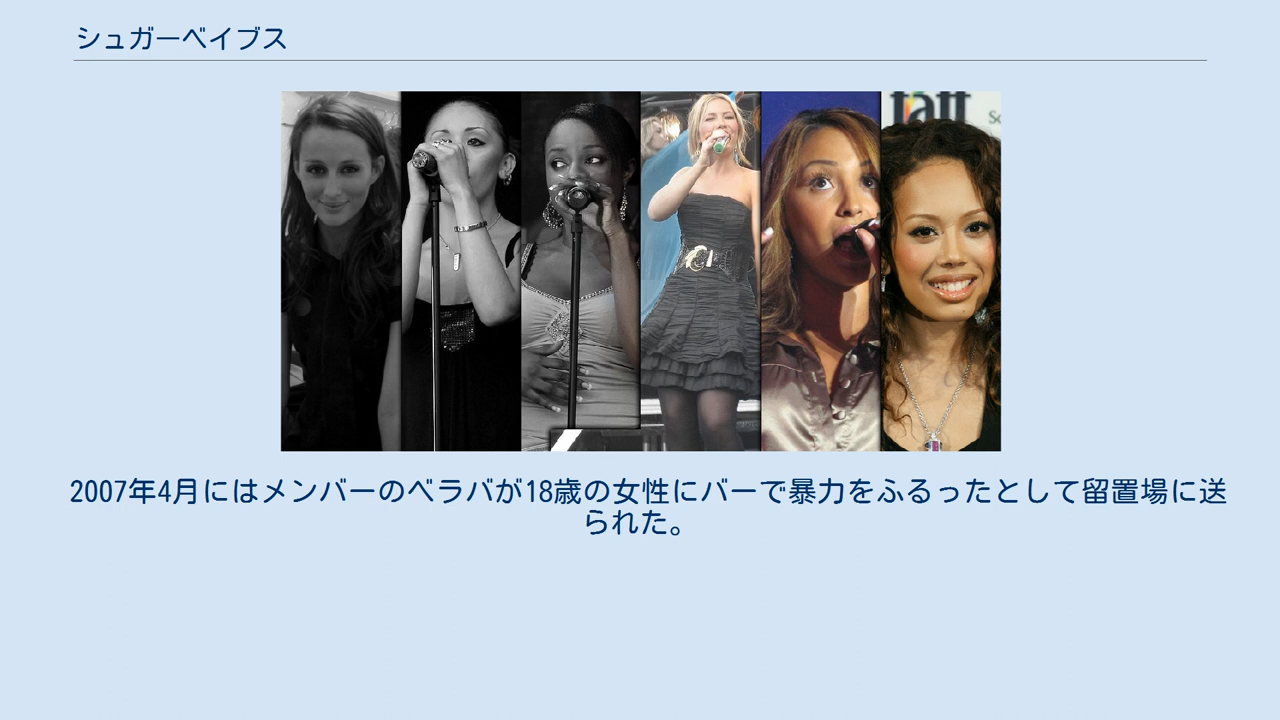 シュガーベイブス
2007年4月にはメンバーのベラバが18歳の女性にバーで暴力をふるったとして留置場に送
られた。